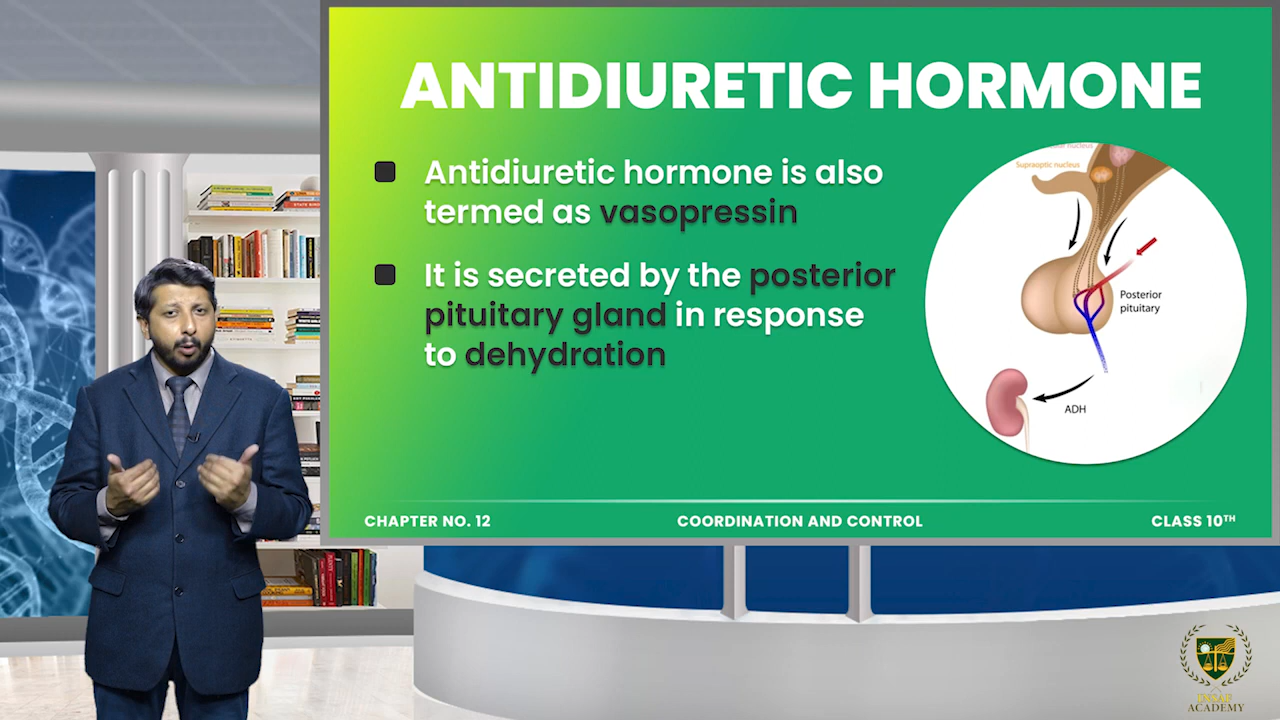 ANTIDIURETIC HORMONE
Antidiuretic hormone is also
termed as vasopressin
It is secreted by the posterior
pituitary gland in response
to dehydration
Supraoptic nucleus
Posterior
pituitary
ADH
CHAPTER NO. 12
COORDINATION AND CONTROL
CLASS 10TH
ACADEMY